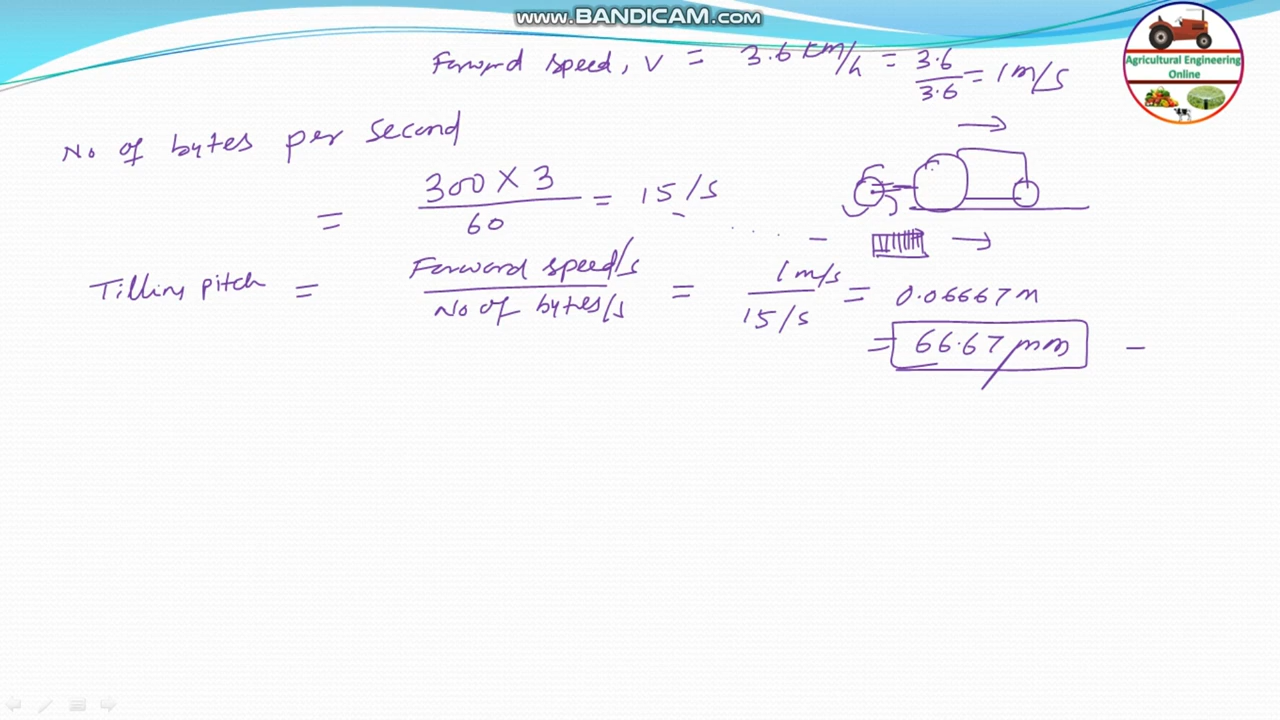 www.BANDICAM.com
Agricultural Engineering
Online
Forward speed, V = 3.6 km/h = 3.6/3.6 = 1 m/s
No of bytes per second
= 300 X 3 / 60 = 15/s
Tilling pitch = Forward speed/s / No of bytes/s = 1 m/s / 15/s = 0.06667 m
= 66.67 mm